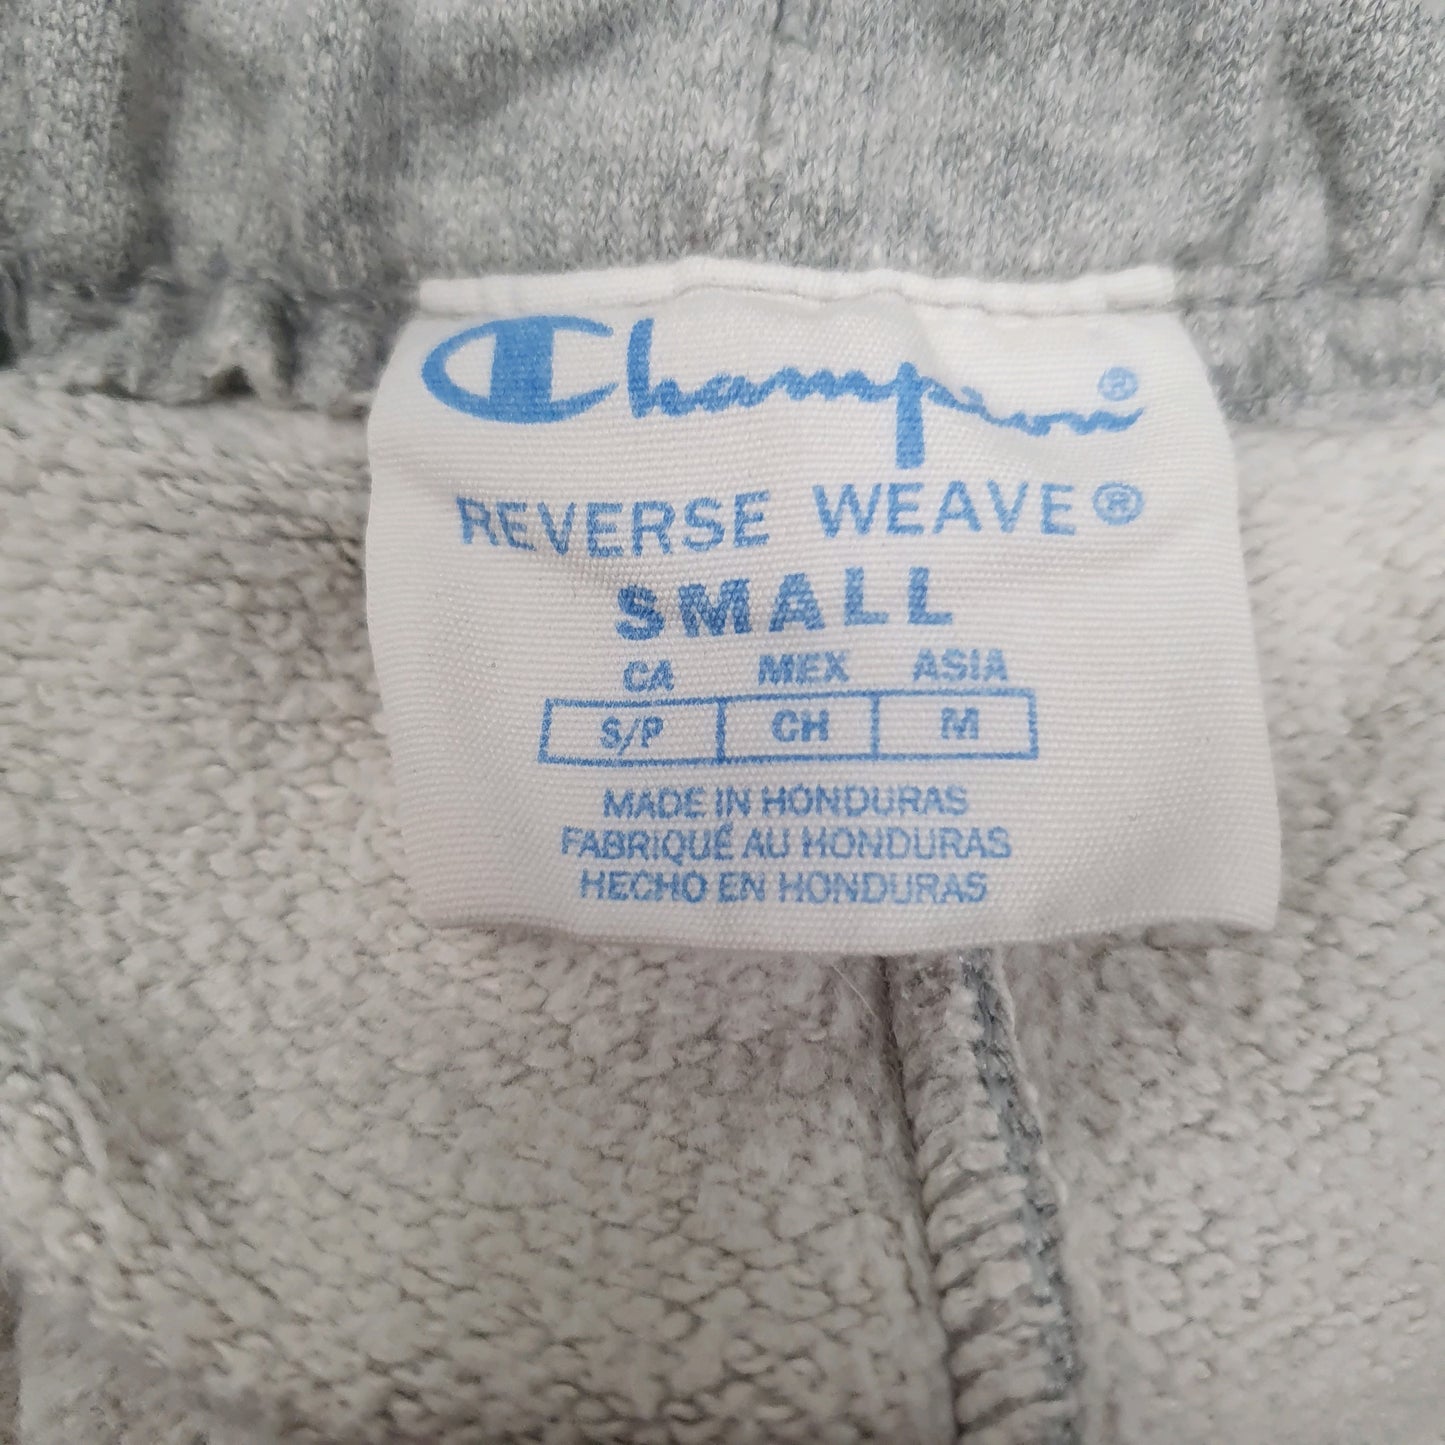 Champion®
REVERSE WEAVE®
SMALL
CA MEX ASIA
S/P CH M
MADE IN HONDURAS
FABRIQUÉ AU HONDURAS
HECHO EN HONDURAS